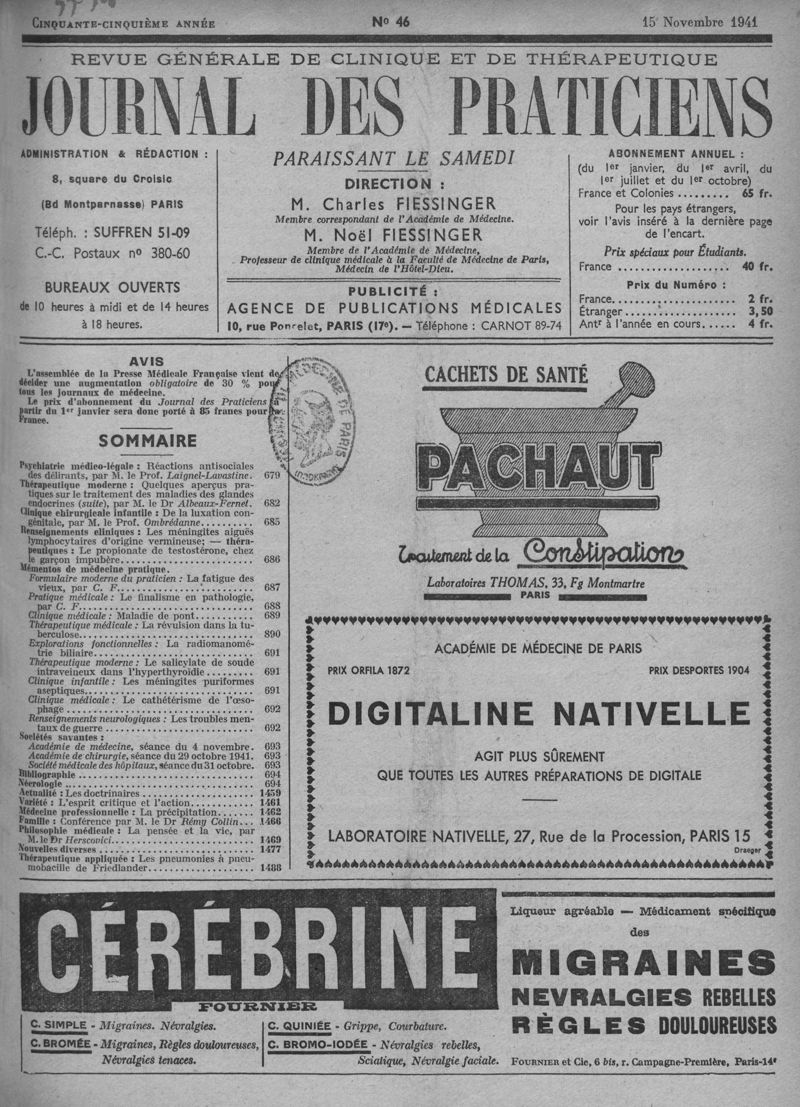 CINQUANTE-CINQUIÈME ANNÉE
No 46
15 Novembre 1941
REVUE GÉNÉRALE DE CLINIQUE ET DE THÉRAPEUTIQUE
JOURNAL DES PRATICIENS
ADMINISTRATION & RÉDACTION :
8, square du Croisic
(Bd Montparnasse) PARIS
Téléph. : SUFFREN 51-09
C.-C. Postaux no 380-60
BUREAUX OUVERTS
de 10 heures à midi et de 14 heures
à 18 heures.
PARAISSANT LE SAMEDI
DIRECTION :
M. Charles FIESSINGER
Membre correspondant de l'Académie de Médecine.
M. Noël FIESSINGER
Membre de l'Académie de Médecine,
Professeur de clinique médicale à la Faculté de Médecine de Paris,
Médecin de l'Hôtel-Dieu.
PUBLICITÉ :
AGENCE DE PUBLICATIONS MÉDICALES
10, rue Poncelet, PARIS (17e). — Téléphone : CARNOT 89-74
ABONNEMENT ANNUEL :
(du 1er janvier, du 1er avril, du
1er juillet et du 1er octobre)
France et Colonies ......... 65 fr.
Pour les pays étrangers,
voir l'avis inséré à la dernière page
de l'encart.
Prix spéciaux pour Étudiants.
France ................... 40 fr.
Prix du Numéro :
France..................... 2 fr.
Étranger................... 3,50
Antr à l'année en cours...... 4 fr.
AVIS
L'assemblée de la Presse Médicale Française vient de
décider une augmentation obligatoire de 30 % pour
tous les journaux de médecine.
Le prix d'abonnement du Journal des Praticiens à
partir du 1er janvier sera donc porté à 85 francs pour la
France.
SOMMAIRE
Psychiatrie médico-légale : Réactions antisociales
des délirants, par M. le Prof. Laignel-Lavastine. 679
Thérapeutique moderne : Quelques aperçus pra-
tiques sur le traitement des maladies des glandes
endocrines (suite), par M. le Dr Albeaux-Fernet. 682
Clinique chirurgicale infantile : De la luxation con-
génitale, par M. le Prof. Ombrédanne.......... 685
Renseignements cliniques : Les méningites aiguës
lymphocytaires d'origine vermineuse; — théra-
peutiques : Le propionate de testostérone, chez
le garçon impubère.......................... 686
Mémentos de médecine pratique.
Formulaire moderne du praticien : La fatigue des
vieux, par C. F............................. 687
Pratique médicale : Le finalisme en pathologie,
par C. F................................... 688
Clinique médicale : Maladie de pont........... 689
Thérapeutique médicale : La révulsion dans la tu-
berculose................................... 890
Explorations fonctionnelles : La radiomanomé-
trie biliaire................................ 691
Thérapeutique moderne : Le salicylate de soude
intraveineux dans l'hyperthyroïdie ......... 691
Clinique infantile : Les méningites puriformes
aseptiques.................................. 691
Clinique médicale : Le cathétérisme de l'œso-
phage ..................................... 692
Renseignements neurologiques : Les troubles men-
taux de guerre ............................. 692
Sociétés savantes :
Académie de médecine, séance du 4 novembre. 693
Académie de chirurgie, séance du 29 octobre 1941. 693
Société médicale des hôpitaux, séance du 31 octobre. 693
Bibliographie ................................ 694
Nécrologie ................................... 694
Actualité : Les doctrinaires .................. 1459
Variété : L'esprit critique et l'action........... 1461
Médecine professionnelle : La précipitation...... 1462
Famille : Conférence par M. le Dr Rémy Collin... 1466
Philosophie médicale : La pensée et la vie, par
M. le Dr Herscovici......................... 1469
Nouvelles diverses ........................... 1477
Thérapeutique appliquée : Les pneumonies à pneu-
mobacille de Friedlander.................... 1488
CACHETS DE SANTÉ
PACHAUT
Traitement de la Constipation
Laboratoires THOMAS, 33, Fg Montmartre
PARIS
ACADÉMIE DE MÉDECINE DE PARIS
PRIX ORFILA 1872
PRIX DESPORTES 1904
DIGITALINE NATIVELLE
AGIT PLUS SÛREMENT
QUE TOUTES LES AUTRES PRÉPARATIONS DE DIGITALE
LABORATOIRE NATIVELLE, 27, Rue de la Procession, PARIS 15
Draeger
CÉRÉBRINE
FOURNIER
C. SIMPLE - Migraines. Névralgies.
C. BROMÉE - Migraines, Règles douloureuses,
Névralgies tenaces.
C. QUINIÉE - Grippe, Courbature.
C. BROMO-IODÉE - Névralgies rebelles,
Sciatique, Névralgie faciale.
Liqueur agréable — Médicament spécifique
des
MIGRAINES
NEVRALGIES REBELLES
RÈGLES DOULOUREUSES
FOURNIER et Cie, 6 bis, r. Campagne-Première, Paris-14e